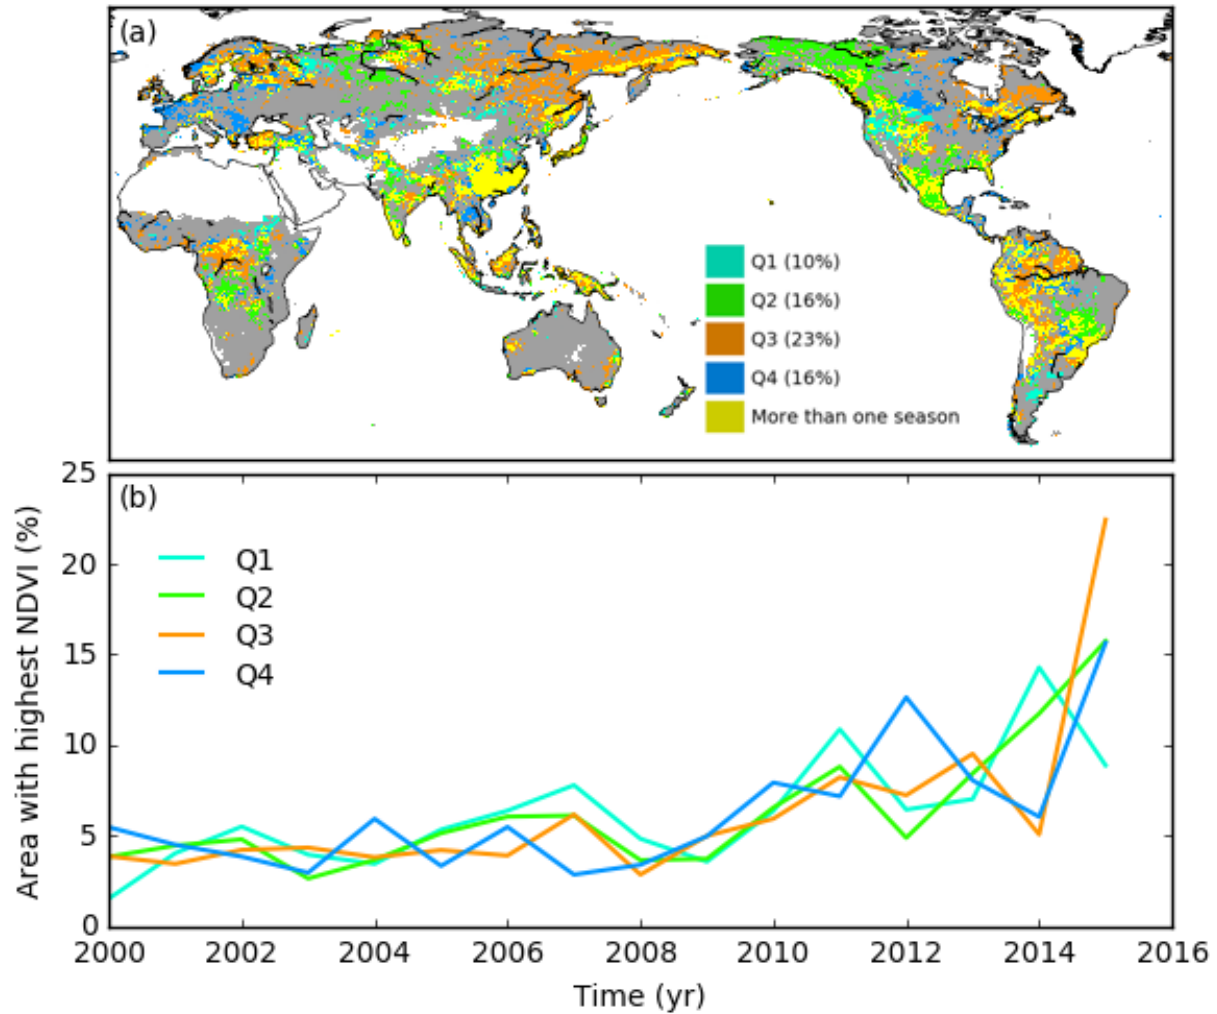 (a)
Q1 (10%)
Q2 (16%)
Q3 (23%)
Q4 (16%)
More than one season
(b)
Q1
Q2
Q3
Q4
Area with highest NDVI (%)
25
20
15
10
5
0
2000 2002 2004 2006 2008 2010 2012 2014 2016
Time (yr)